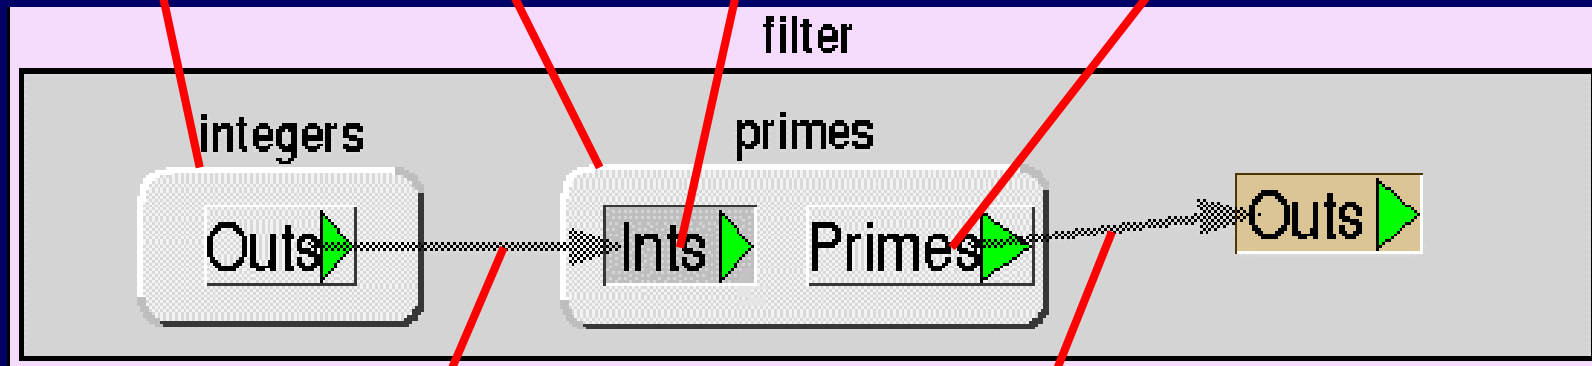 filter
integers
primes
Outs
Ints
Primes
Outs